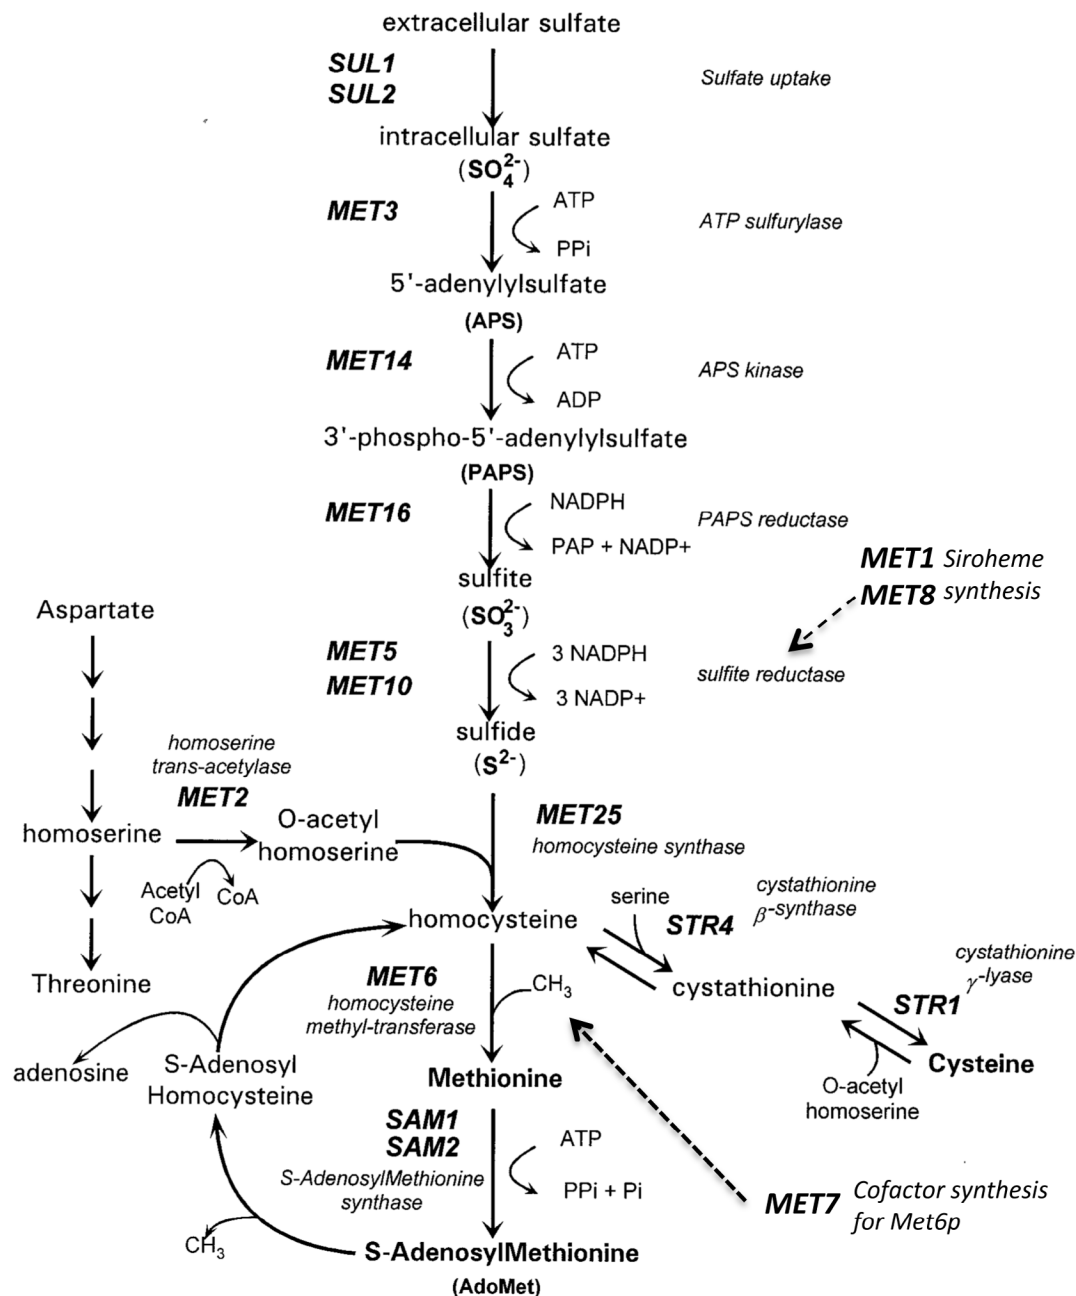 extracellular sulfate
SUL1
SUL2
Sulfate uptake
intracellular sulfate
(SO₄²⁻)
MET3
ATP
PPi
ATP sulfurylase
5'-adenylylsulfate
(APS)
MET14
ATP
ADP
APS kinase
3'-phospho-5'-adenylylsulfate
(PAPS)
MET16
NADPH
PAP + NADP+
PAPS reductase
MET1 Siroheme
MET8 synthesis
sulfite
(SO₃²⁻)
Aspartate
MET5
MET10
3 NADPH
3 NADP+
sulfite reductase
sulfide
(S²⁻)
homoserine
trans-acetylase
MET2
homoserine
O-acetyl
homoserine
MET25
homocysteine synthase
Acetyl
CoA
CoA
homocysteine
serine
STR4
cystathionine
β-synthase
Threonine
MET6
homocysteine
methyl-transferase
CH₃
cystathionine
STR1
cystathionine
γ-lyase
adenosine
S-Adenosyl
Homocysteine
Methionine
Cysteine
O-acetyl
homoserine
SAM1
SAM2
S-AdenosylMethionine
synthase
ATP
PPi + Pi
MET7 Cofactor synthesis
for Met6p
CH₃
S-AdenosylMethionine
(AdoMet)